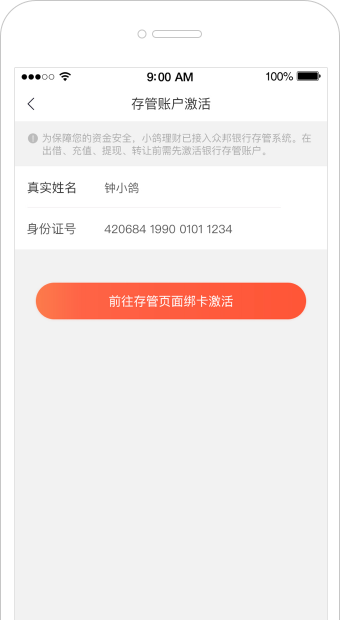 9:00 AM
100%
存管账户激活
为保障您的资金安全，小鸽理财已接入众邦银行存管系统。在
出借、充值、提现、转让前需先激活银行存管账户。
真实姓名 钟小鸽
身份证号 420684 1990 0101 1234
前往存管页面绑卡激活